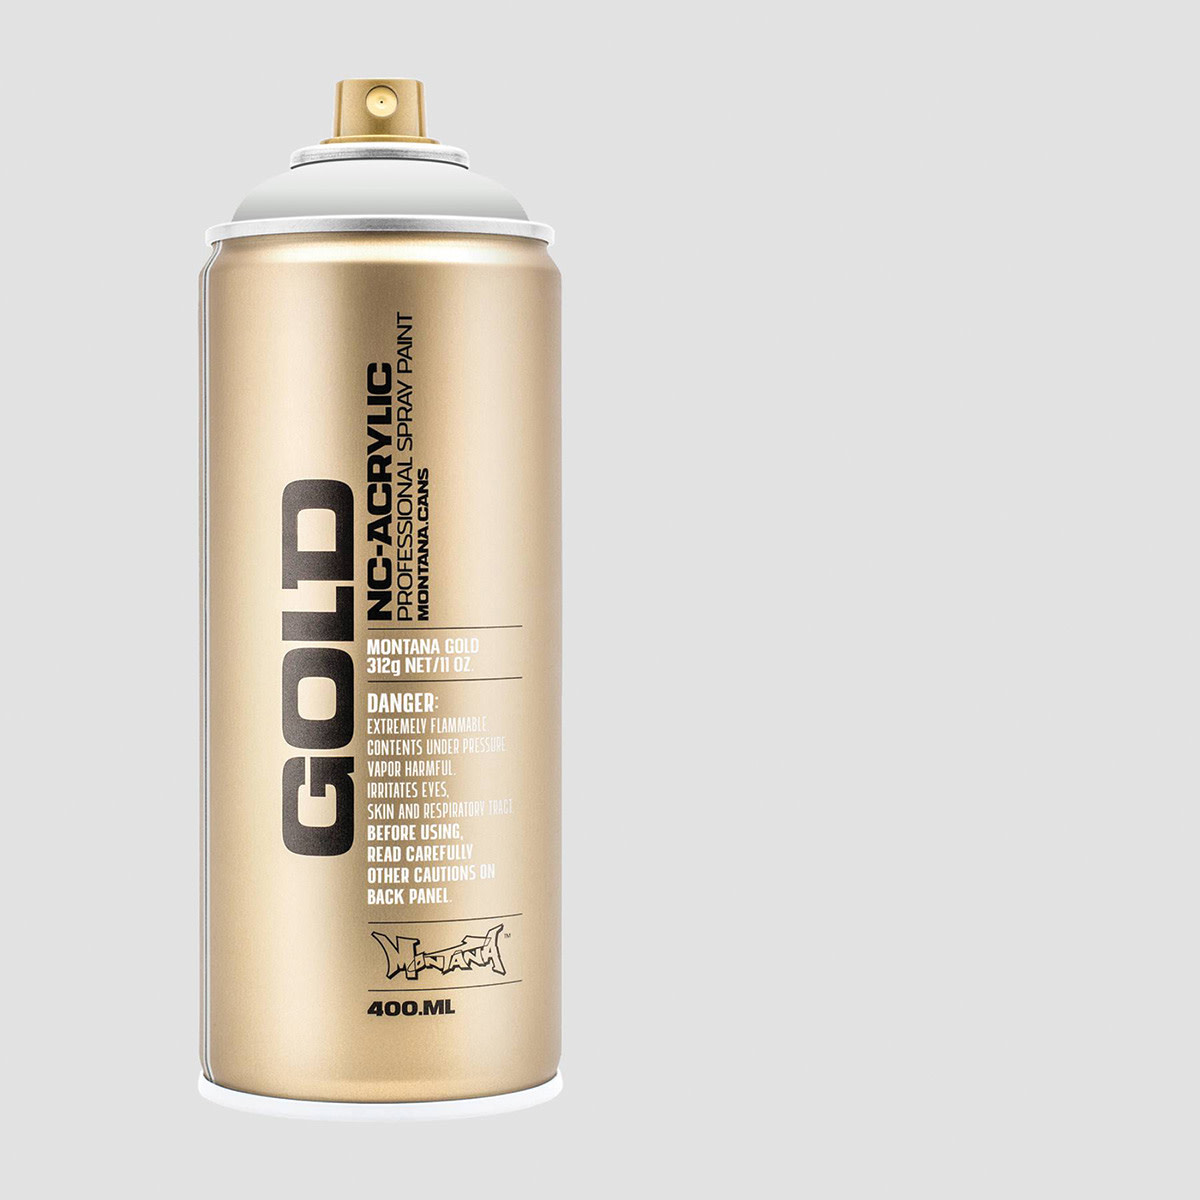 GOLD
NC-ACRYLIC
PROFESSIONAL SPRAY PAINT
MONTANA.CANS
MONTANA GOLD
312g NET/11 OZ.
DANGER:
EXTREMELY FLAMMABLE
CONTENTS UNDER PRESSURE.
VAPOR HARMFUL.
IRRITATES EYES,
SKIN AND RESPIRATORY TRACT.
BEFORE USING,
READ CAREFULLY
OTHER CAUTIONS ON
BACK PANEL.
MONTANA™
400.ML